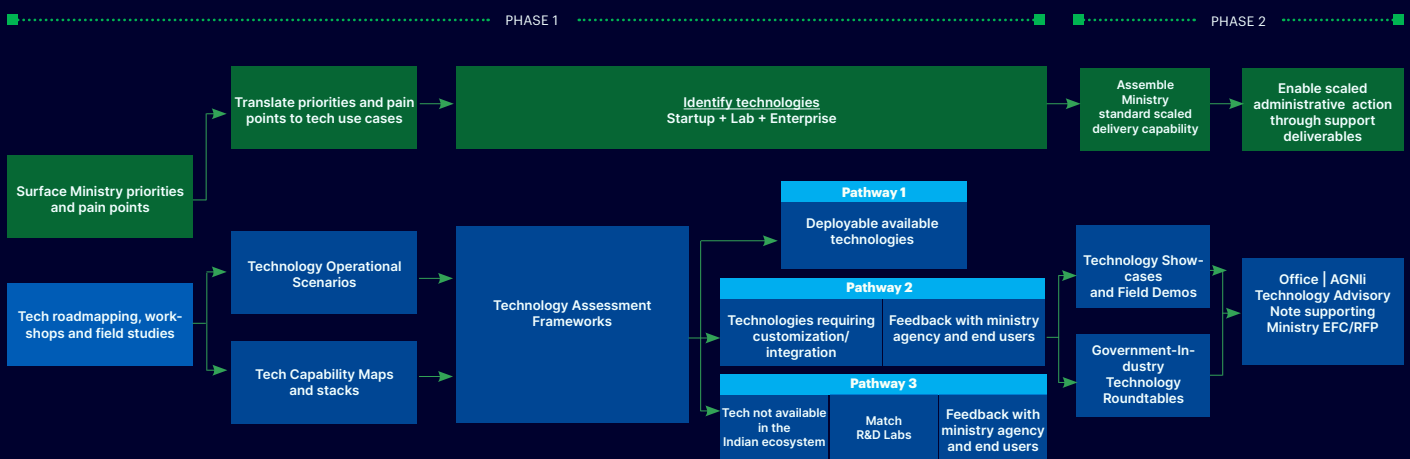 PHASE 1
PHASE 2
Translate priorities and pain
points to tech use cases
Identify technologies
Startup + Lab + Enterprise
Assemble
Ministry
standard scaled
delivery capability
Enable scaled
administrative action
through support
deliverables
Surface Ministry priorities
and pain points
Tech roadmapping, work-
shops and field studies
Technology Operational
Scenarios
Tech Capability Maps
and stacks
Technology Assessment
Frameworks
Pathway 1
Deployable available
technologies
Pathway 2
Technologies requiring
customization/
integration
Feedback with ministry
agency and end users
Pathway 3
Tech not available
in the
Indian ecosystem
Match
R&D Labs
Feedback with
ministry agency
and end users
Technology Show-
cases
and Field Demos
Government-In-
dustry
Technology
Roundtables
Office | AGNIi
Technology Advisory
Note supporting
Ministry EFC/RFP